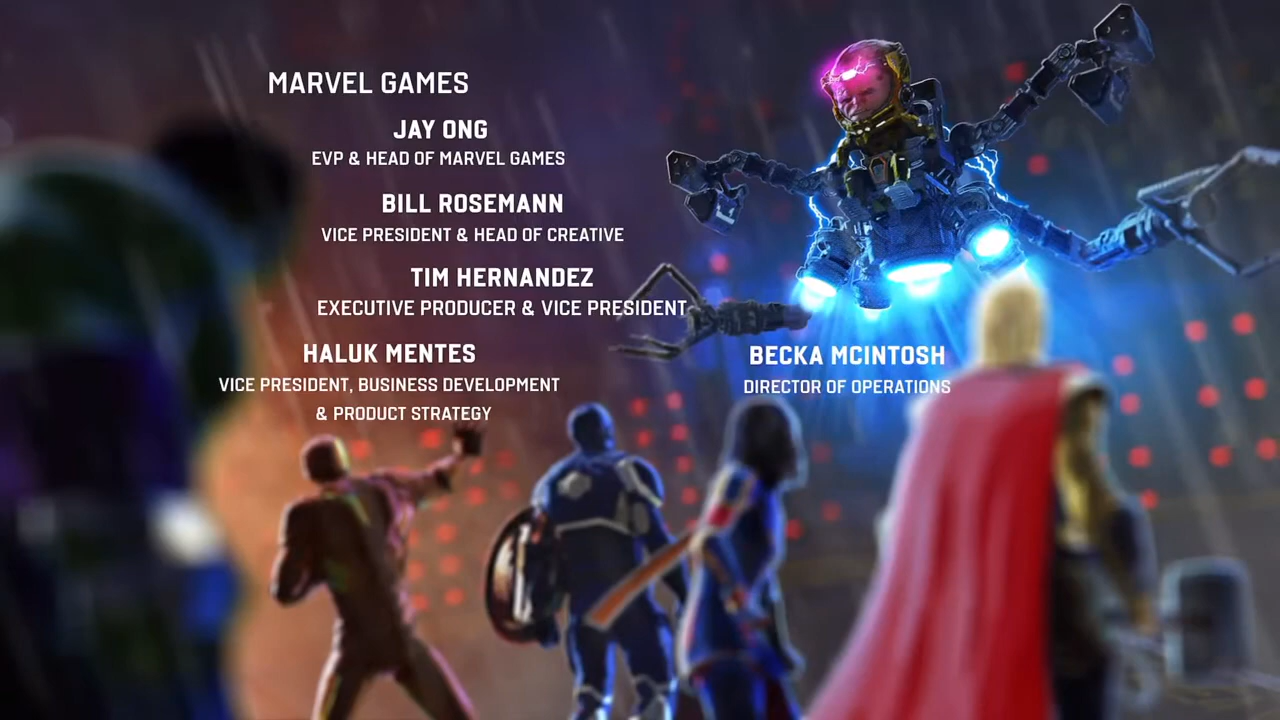 MARVEL GAMES
JAY ONG
EVP & HEAD OF MARVEL GAMES
BILL ROSEMANN
VICE PRESIDENT & HEAD OF CREATIVE
TIM HERNANDEZ
EXECUTIVE PRODUCER & VICE PRESIDENT
HALUK MENTES
VICE PRESIDENT, BUSINESS DEVELOPMENT
& PRODUCT STRATEGY
BECKA MCINTOSH
DIRECTOR OF OPERATIONS